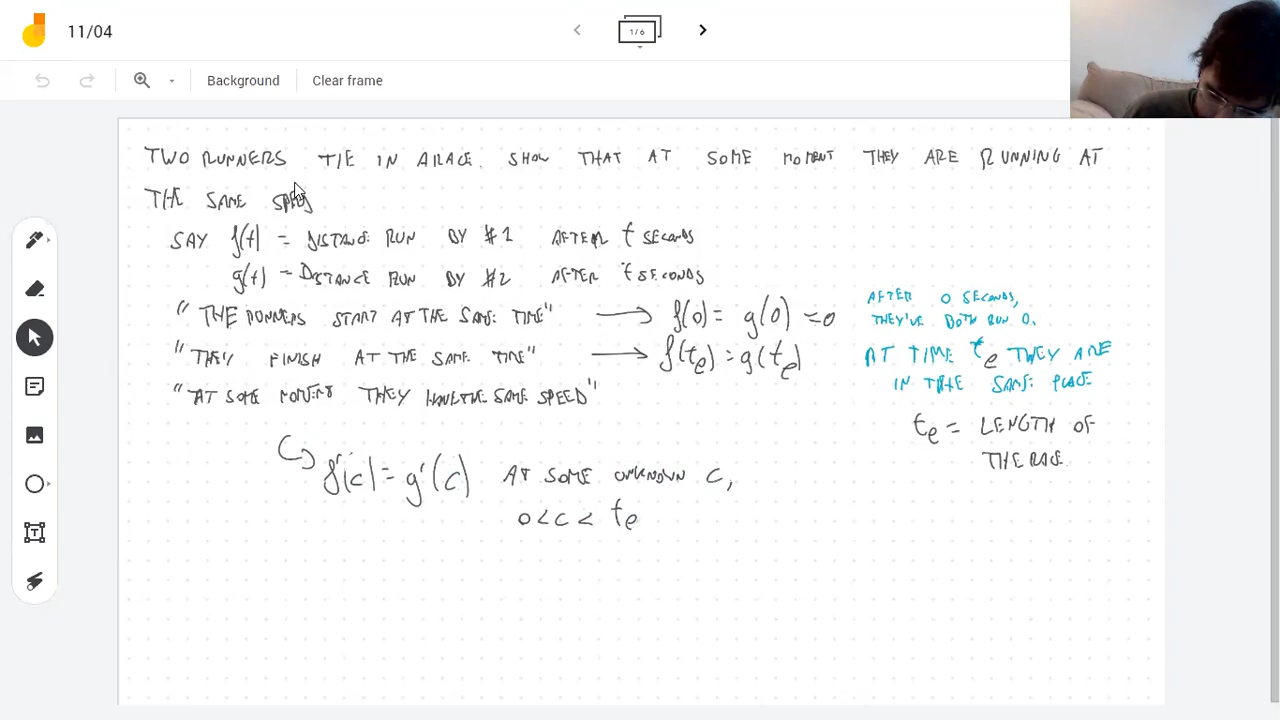 11/04
1/6
Background
Clear frame
TWO RUNNERS TIE IN A RACE. SHOW THAT AT SOME MOMENT THEY ARE RUNNING AT
THE SAME SPEED
SAY f(t) = DISTANCE RUN BY #1 AFTER t SECONDS
g(t) = DISTANCE RUN BY #2 AFTER t SECONDS
"THE RUNNERS START AT THE SAME TIME" → f(0) = g(0) = 0
AFTER 0 SECONDS,
THEY'VE BOTH RUN 0.
"THEY FINISH AT THE SAME TIME" → f(te) = g(te)
AT TIME te THEY ARE
IN THE SAME PLACE
"AT SOME MOMENT THEY HAVE THE SAME SPEED"
te = LENGTH OF
THE RACE.
f'(c) = g'(c) AT SOME UNKNOWN C,
0 < c < te